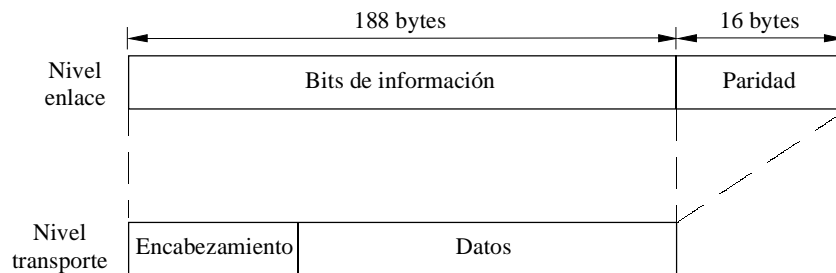 188 bytes
16 bytes
Nivel
enlace
Bits de información
Paridad
Nivel
transporte
Encabezamiento
Datos